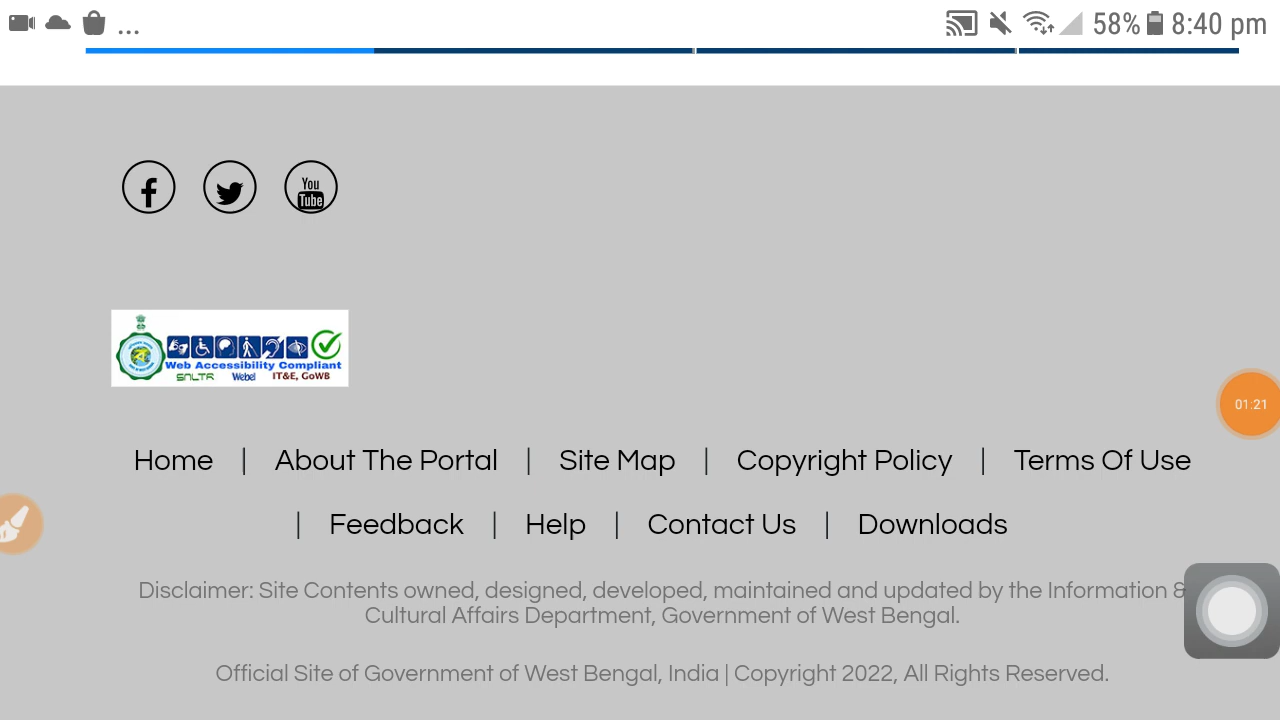 ... 58% 8:40 pm
You
Tube
Web Accessibility Compliant
SNLTR Webel IT&E, GoWB
01:21
Home | About The Portal | Site Map | Copyright Policy | Terms Of Use
| Feedback | Help | Contact Us | Downloads
Disclaimer: Site Contents owned, designed, developed, maintained and updated by the Information &
Cultural Affairs Department, Government of West Bengal.
Official Site of Government of West Bengal, India | Copyright 2022, All Rights Reserved.